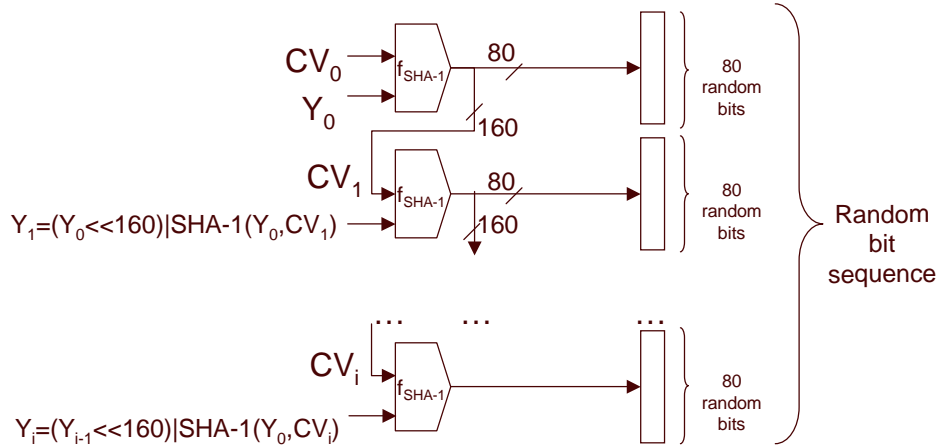 CV0
fSHA-1
80
80
random
bits
Y0
160
CV1
fSHA-1
80
80
random
bits
Y1=(Y0<<160)|SHA-1(Y0,CV1)
160
Random
bit
sequence
... ... ...
CVi
fSHA-1
80
random
bits
Yi=(Yi-1<<160)|SHA-1(Y0,CVi)